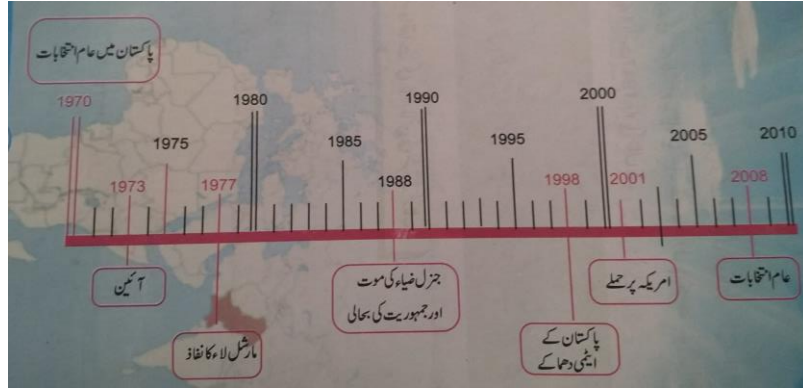 پاکستان میں عام انتخابات
1970
1980
1990
2000
2010
1975
1985
1995
2005
1973
1977
1988
1998
2001
2008
آئین
مارشل لاء کا نفاذ
جنرل ضیاء کی موت
اور جمہوریت کی بحالی
پاکستان کے
ایٹمی دھماکے
امریکہ پر حملے
عام انتخابات